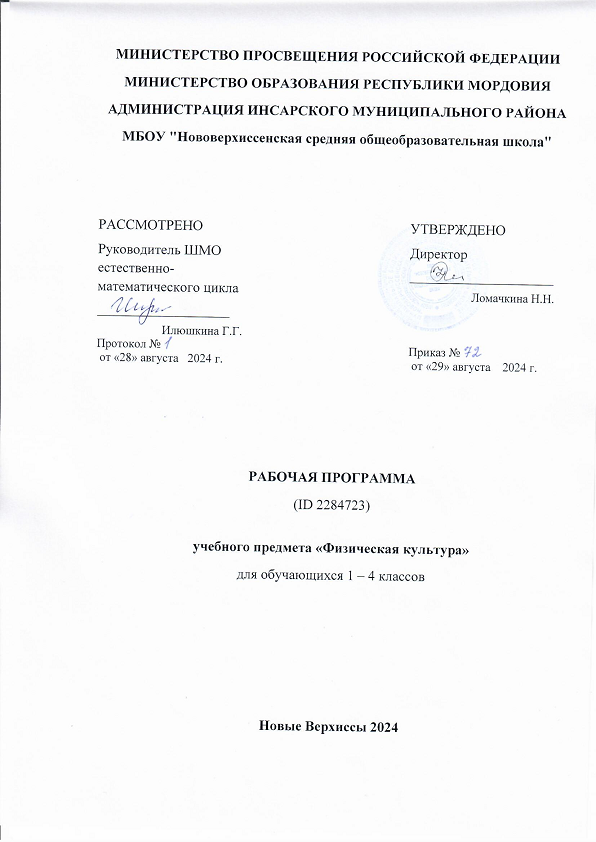 МИНИСТЕРСТВО ПРОСВЕЩЕНИЯ РОССИЙСКОЙ ФЕДЕРАЦИИ
МИНИСТЕРСТВО ОБРАЗОВАНИЯ РЕСПУБЛИКИ МОРДОВИЯ
АДМИНИСТРАЦИЯ ИНСАРСКОГО МУНИЦИПАЛЬНОГО РАЙОНА
МБОУ "Нововерхиссенская средняя общеобразовательная школа"
РАССМОТРЕНО
Руководитель ШМО
естественно-
математического цикла
Илюшкина Г.Г.
Протокол № 1
от «28» августа 2024 г.
УТВЕРЖДЕНО
Директор
Ломачкина Н.Н.
Приказ № 72
от «29» августа 2024 г.
РАБОЧАЯ ПРОГРАММА
(ID 2284723)
учебного предмета «Физическая культура»
для обучающихся 1 – 4 классов
Новые Верхиссы 2024